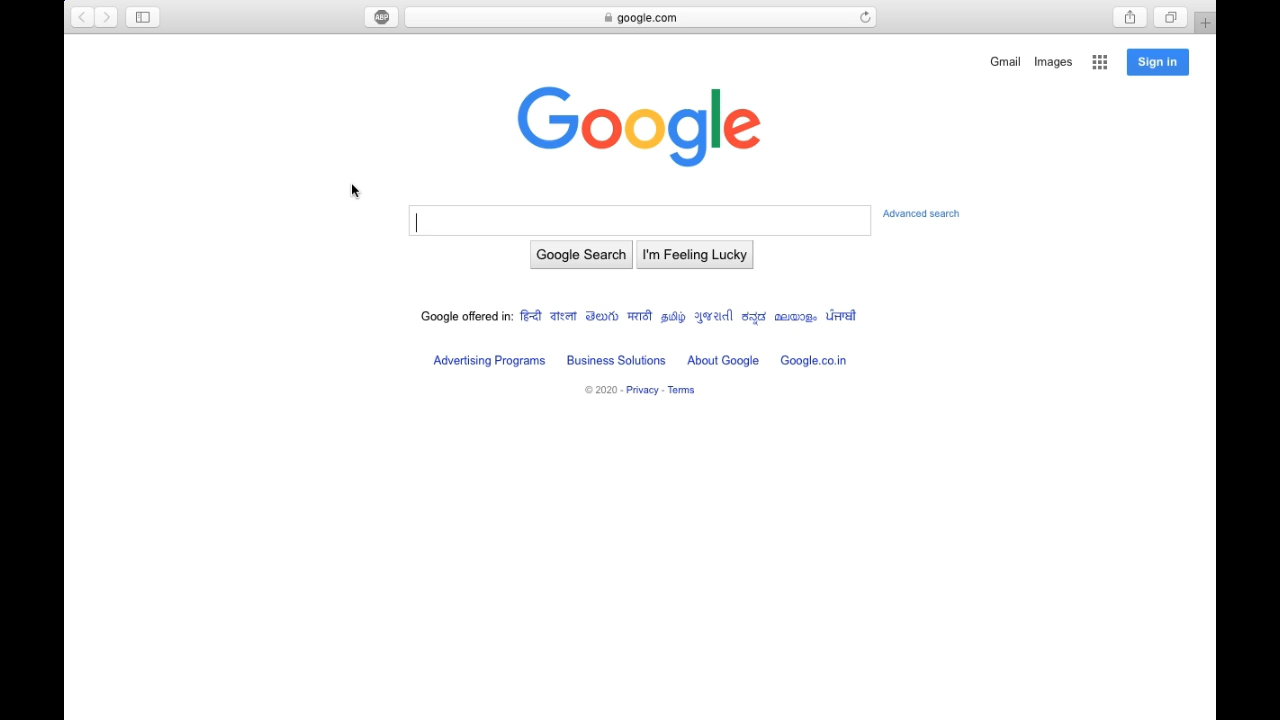 ABP google.com
Gmail Images Sign in
Google
Advanced search
Google Search I'm Feeling Lucky
Google offered in: हिन्दी বাংলা తెలుగు मराठी தமிழ் ગુજરાતી ಕನ್ನಡ മലയാളം ਪੰਜਾਬੀ
Advertising Programs Business Solutions About Google Google.co.in
© 2020 - Privacy - Terms